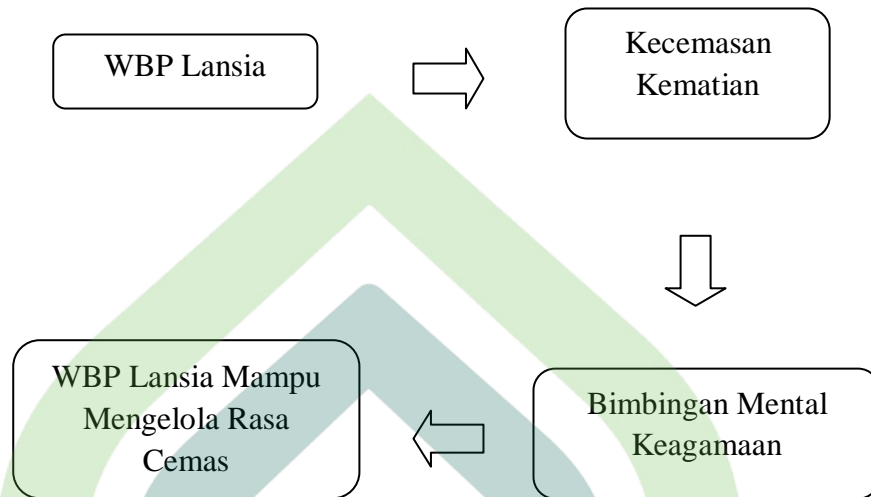 WBP Lansia
Kecemasan
Kematian
Bimbingan Mental
Keagamaan
WBP Lansia Mampu
Mengelola Rasa
Cemas